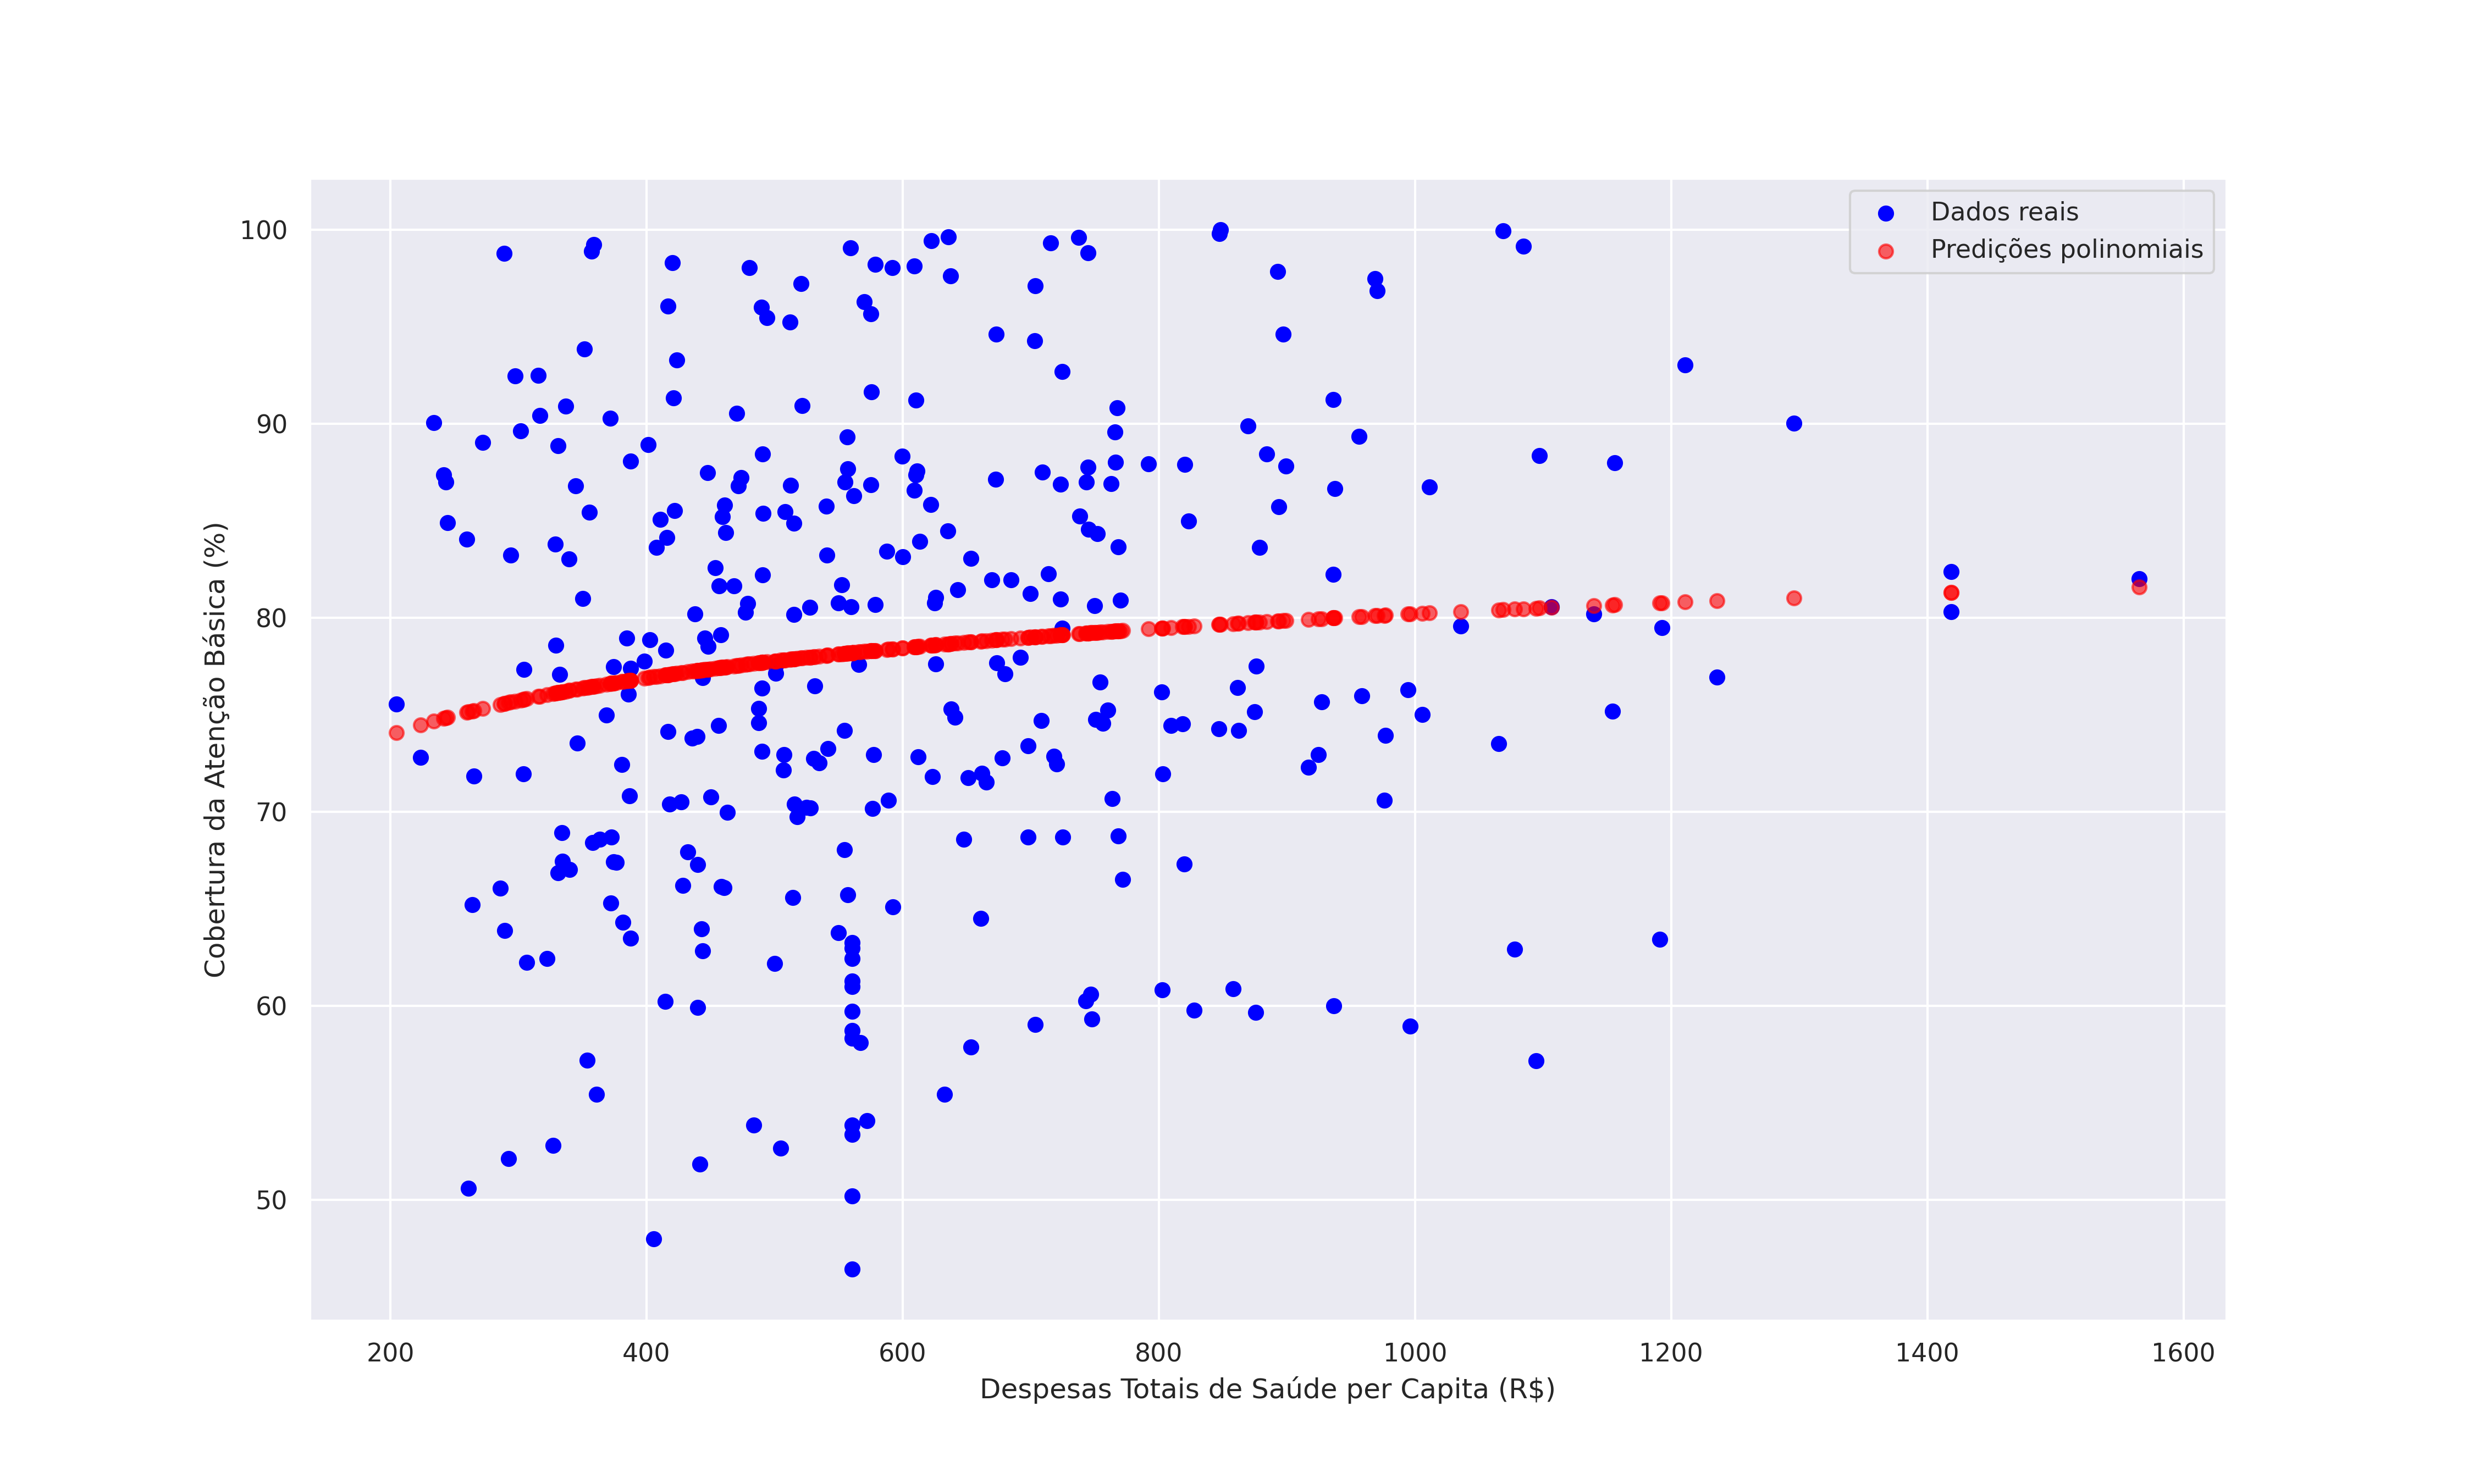 Dados reais
Predições polinomiais
100
90
80
70
60
50
Cobertura da Atenção Básica (%)
200 400 600 800 1000 1200 1400 1600
Despesas Totais de Saúde per Capita (R$)